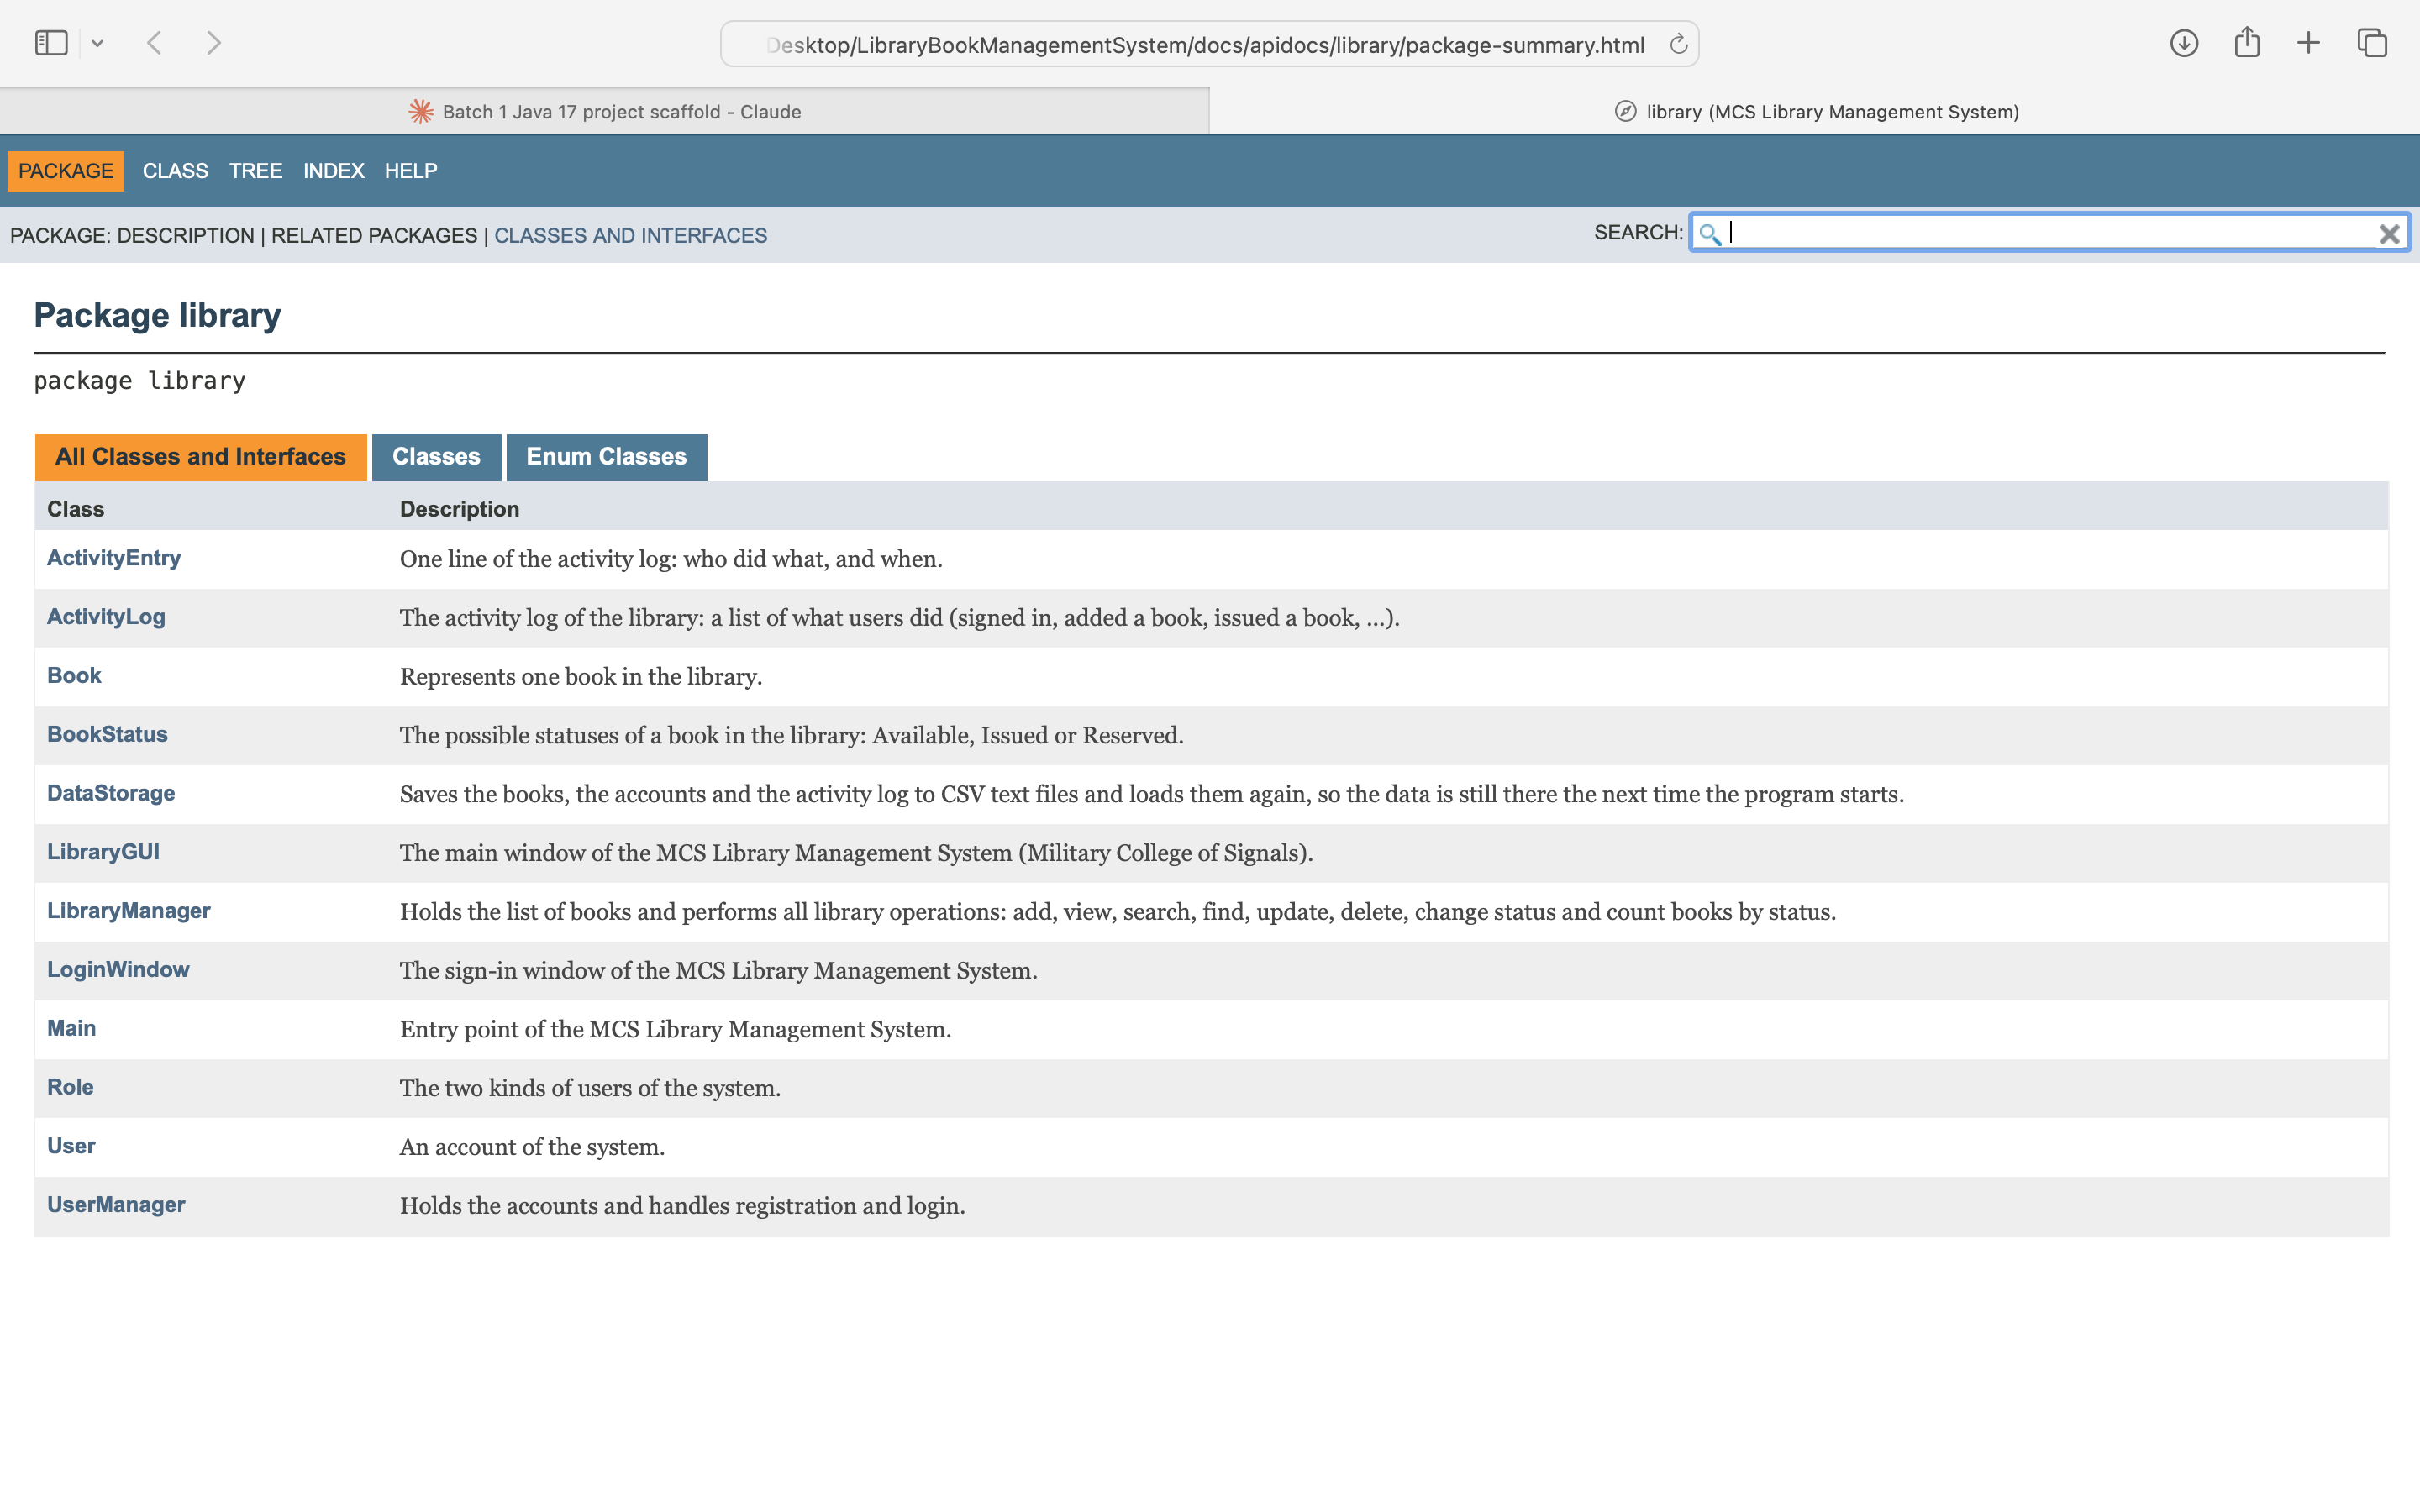 Desktop/LibraryBookManagementSystem/docs/apidocs/library/package-summary.html
Batch 1 Java 17 project scaffold - Claude
library (MCS Library Management System)
PACKAGE CLASS TREE INDEX HELP
PACKAGE: DESCRIPTION | RELATED PACKAGES | CLASSES AND INTERFACES SEARCH:
Package library
package library
All Classes and Interfaces Classes Enum Classes
Class Description
ActivityEntry One line of the activity log: who did what, and when.
ActivityLog The activity log of the library: a list of what users did (signed in, added a book, issued a book, ...).
Book Represents one book in the library.
BookStatus The possible statuses of a book in the library: Available, Issued or Reserved.
DataStorage Saves the books, the accounts and the activity log to CSV text files and loads them again, so the data is still there the next time the program starts.
LibraryGUI The main window of the MCS Library Management System (Military College of Signals).
LibraryManager Holds the list of books and performs all library operations: add, view, search, find, update, delete, change status and count books by status.
LoginWindow The sign-in window of the MCS Library Management System.
Main Entry point of the MCS Library Management System.
Role The two kinds of users of the system.
User An account of the system.
UserManager Holds the accounts and handles registration and login.